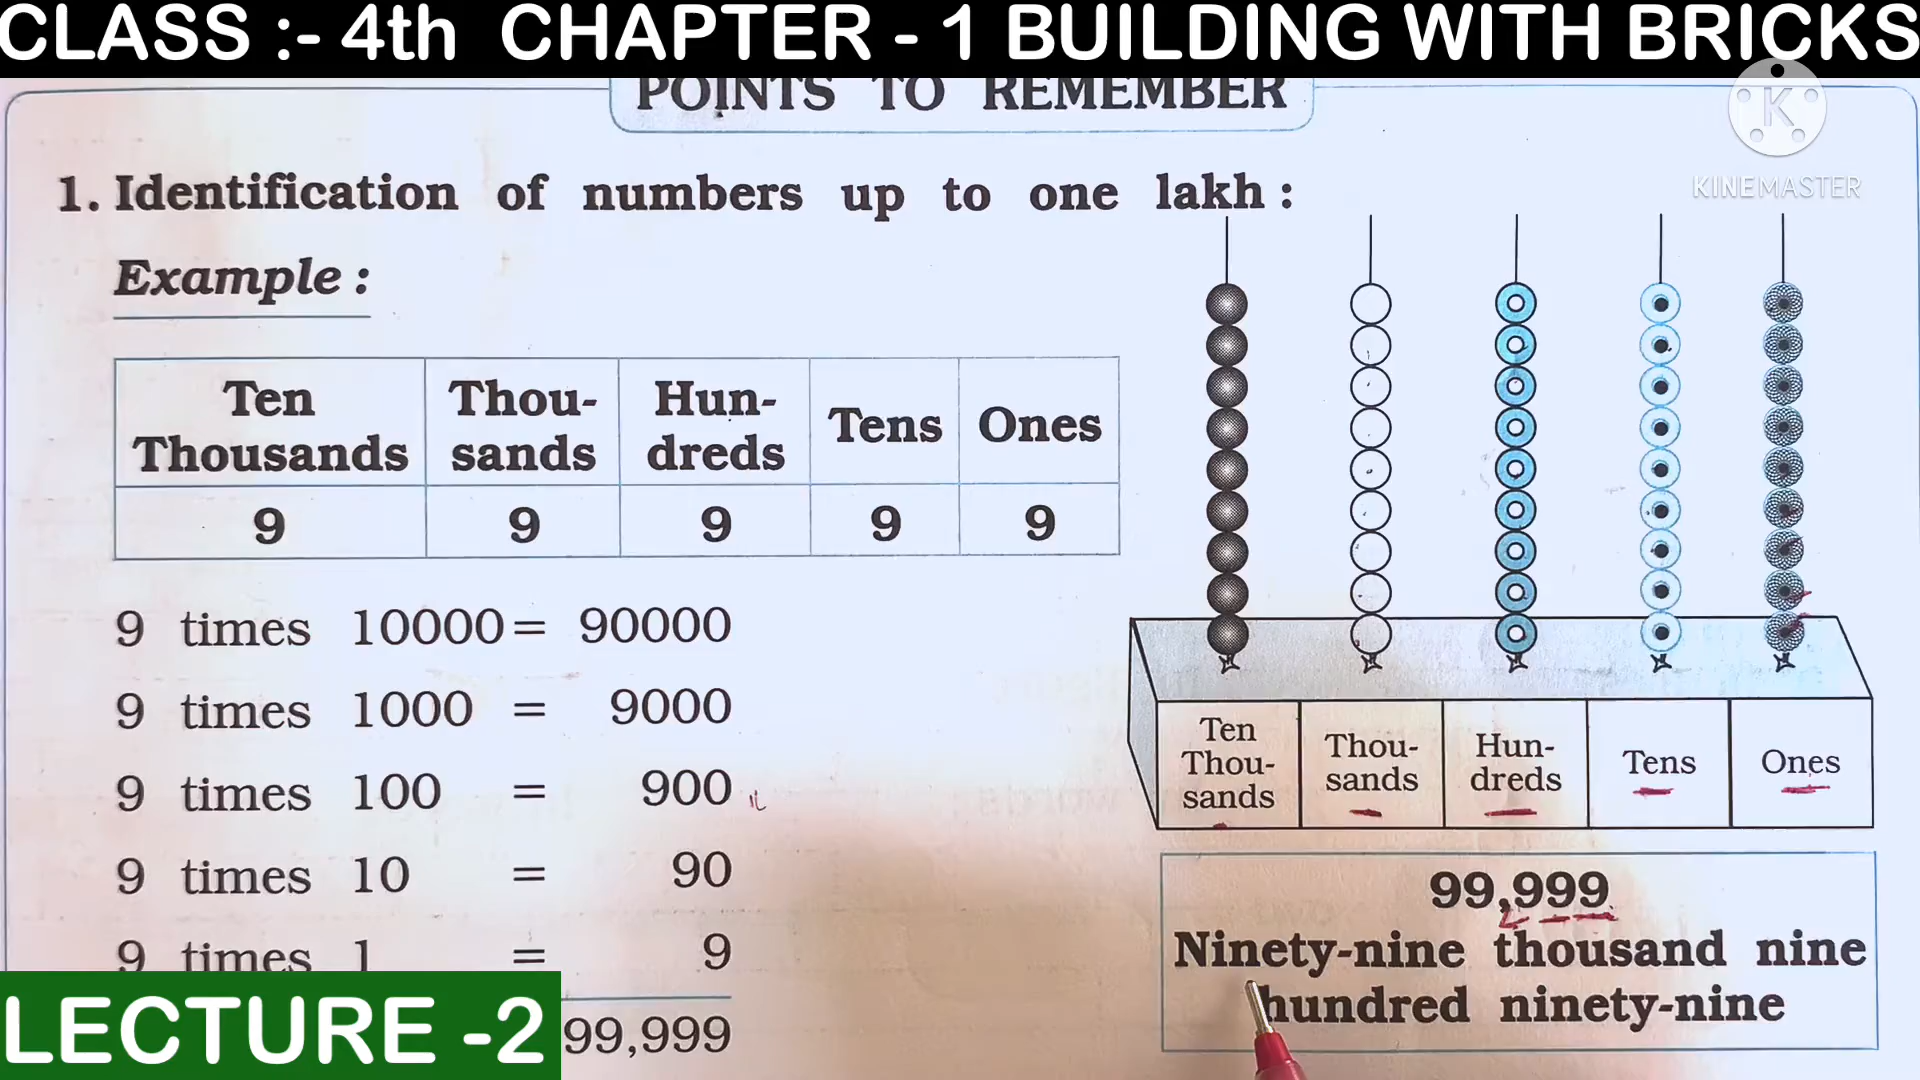 CLASS :- 4th CHAPTER - 1 BUILDING WITH BRICKS
POINTS TO REMEMBER
KINEMASTER
1. Identification of numbers up to one lakh :
Example :
Ten Thousands Thou-sands Hun-dreds Tens Ones
9 9 9 9 9
9 times 10000 = 90000
9 times 1000 = 9000
9 times 100 = 900
9 times 10 = 90
9 times 1 = 9
99,999
Ten Thou-sands Thou-sands Hun-dreds Tens Ones
99,999
Ninety-nine thousand nine
hundred ninety-nine
LECTURE -2